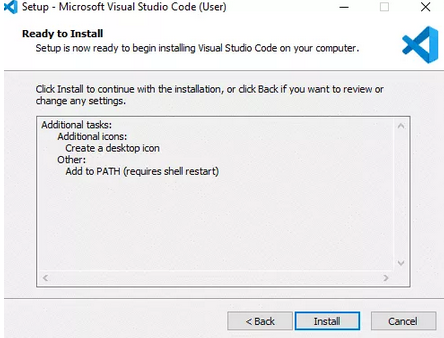 Setup - Microsoft Visual Studio Code (User)
Ready to Install
Setup is now ready to begin installing Visual Studio Code on your computer.
Click Install to continue with the installation, or click Back if you want to review or
change any settings.
Additional tasks:
Additional icons:
Create a desktop icon
Other:
Add to PATH (requires shell restart)
< Back
Install
Cancel